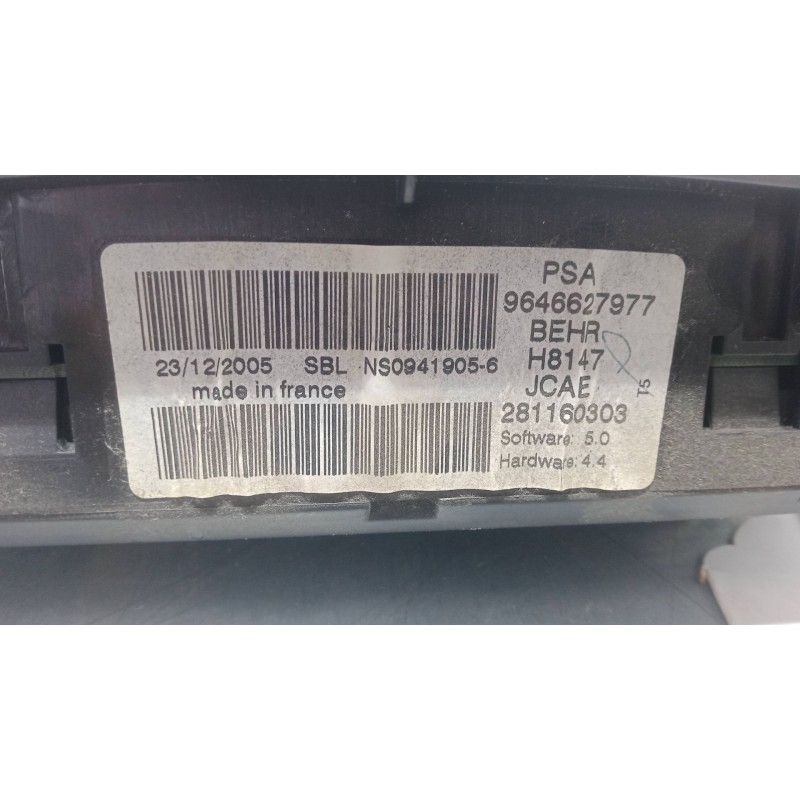 PSA
9646627977
BEHR
H8147
JCAE
281160303
Software: 5.0
Hardware: 4.4
T5
23/12/2005 SBL NS0941905-6
made in france